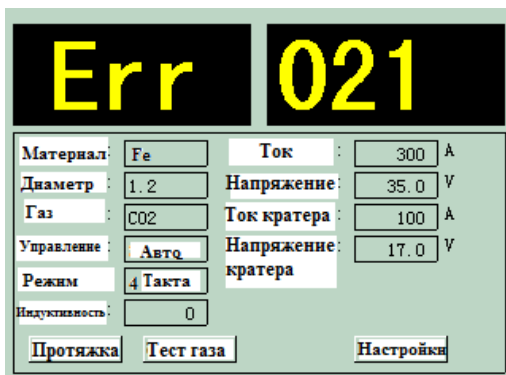 Err 021
Материал: Fe Ток : 300 A
Диаметр : 1.2 Напряжение: 35.0 V
Газ : CO2 Ток кратера : 100 A
Управление : Авто Напряжение: 17.0 V
кратера
Режим 4 Такта
Индуктивность: 0
Протяжка Тест газа Настройки